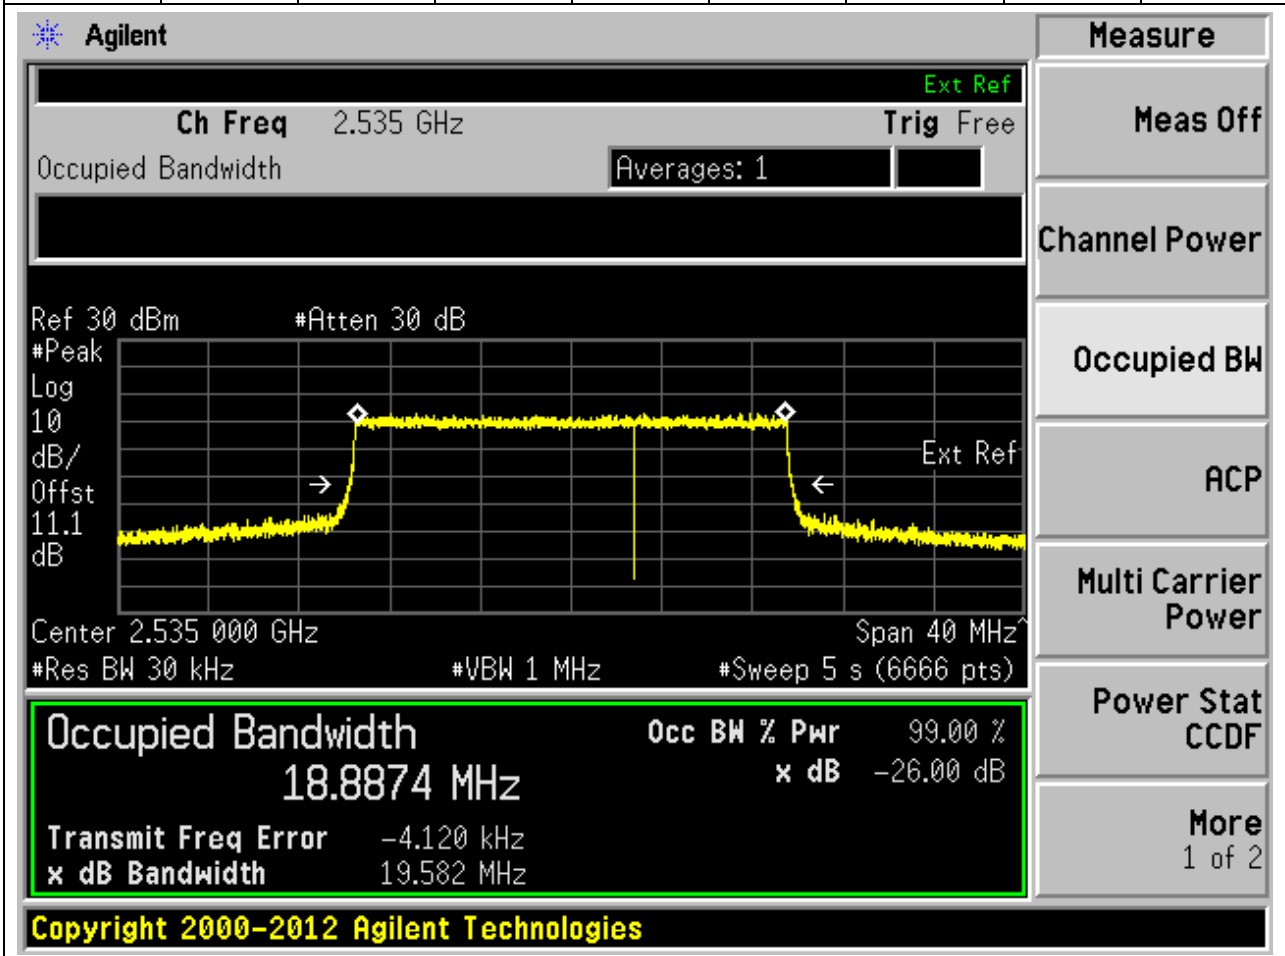 Agilent
Measure
Ext Ref
Ch Freq 2.535 GHz Trig Free
Meas Off
Occupied Bandwidth Averages: 1
Channel Power
Ref 30 dBm #Atten 30 dB
#Peak
Log
10
dB/
Offst
11.1
dB
Ext Ref
Occupied BW
ACP
Center 2.535 000 GHz Span 40 MHz^
#Res BW 30 kHz #VBW 1 MHz #Sweep 5 s (6666 pts)
Multi Carrier
Power
Occupied Bandwidth Occ BW % Pwr 99.00 %
18.8874 MHz x dB -26.00 dB
Power Stat
CCDF
Transmit Freq Error -4.120 kHz
x dB Bandwidth 19.582 MHz
More
1 of 2
Copyright 2000-2012 Agilent Technologies